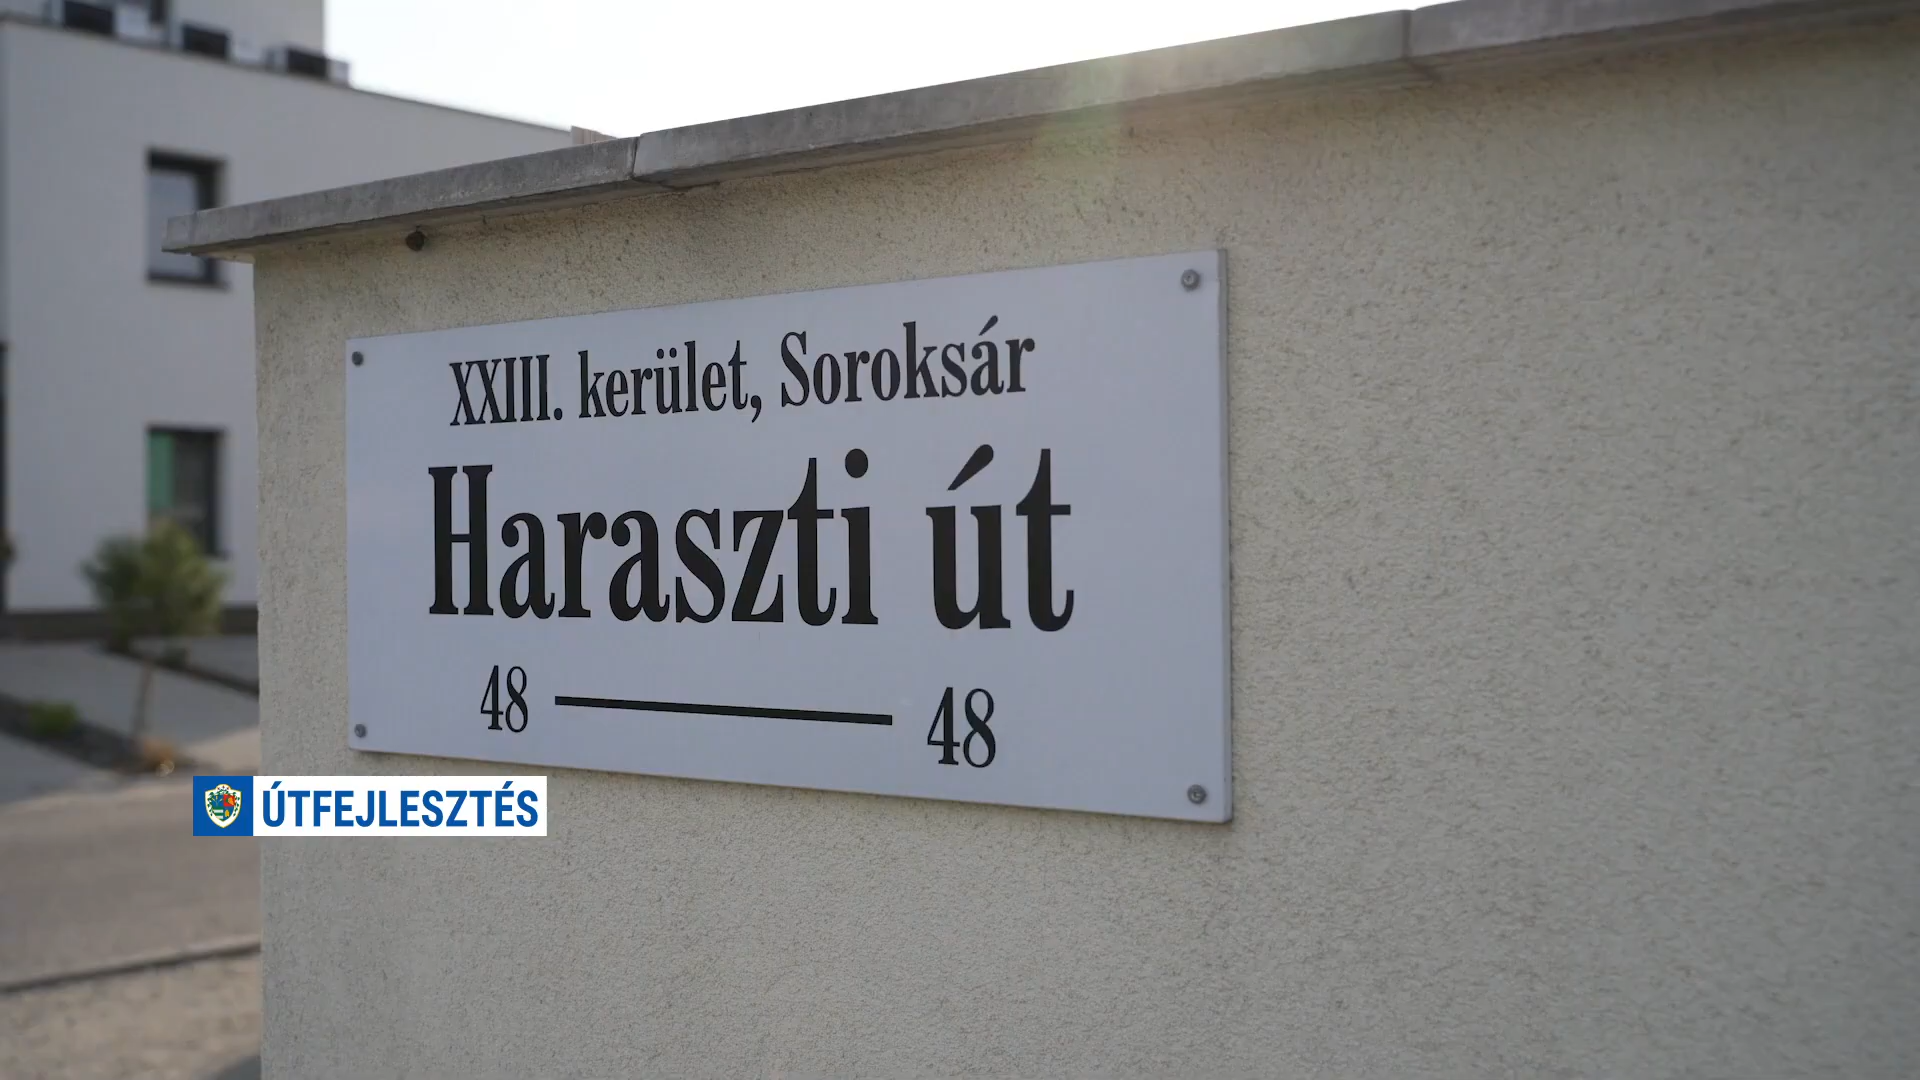 XXIII. kerület, Soroksár
Haraszti út
48 — 48
ÚTFEJLESZTÉS